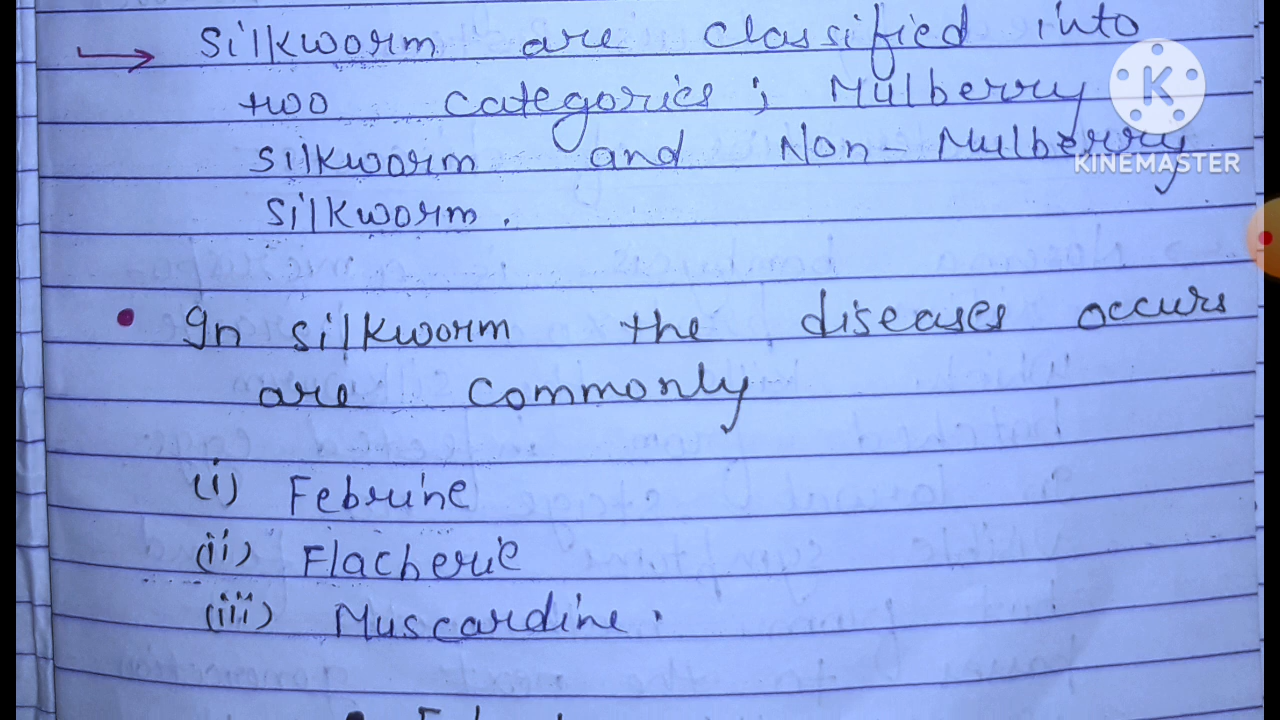 → Silkworm are classified into
two categories; Mulberry
silkworm and Non-Mulberry
silkworm.
• In silkworm the diseases occurs
are commonly
(i) Febrine
(ii) Flacherie
(iii) Muscardine.
K
KINEMASTER